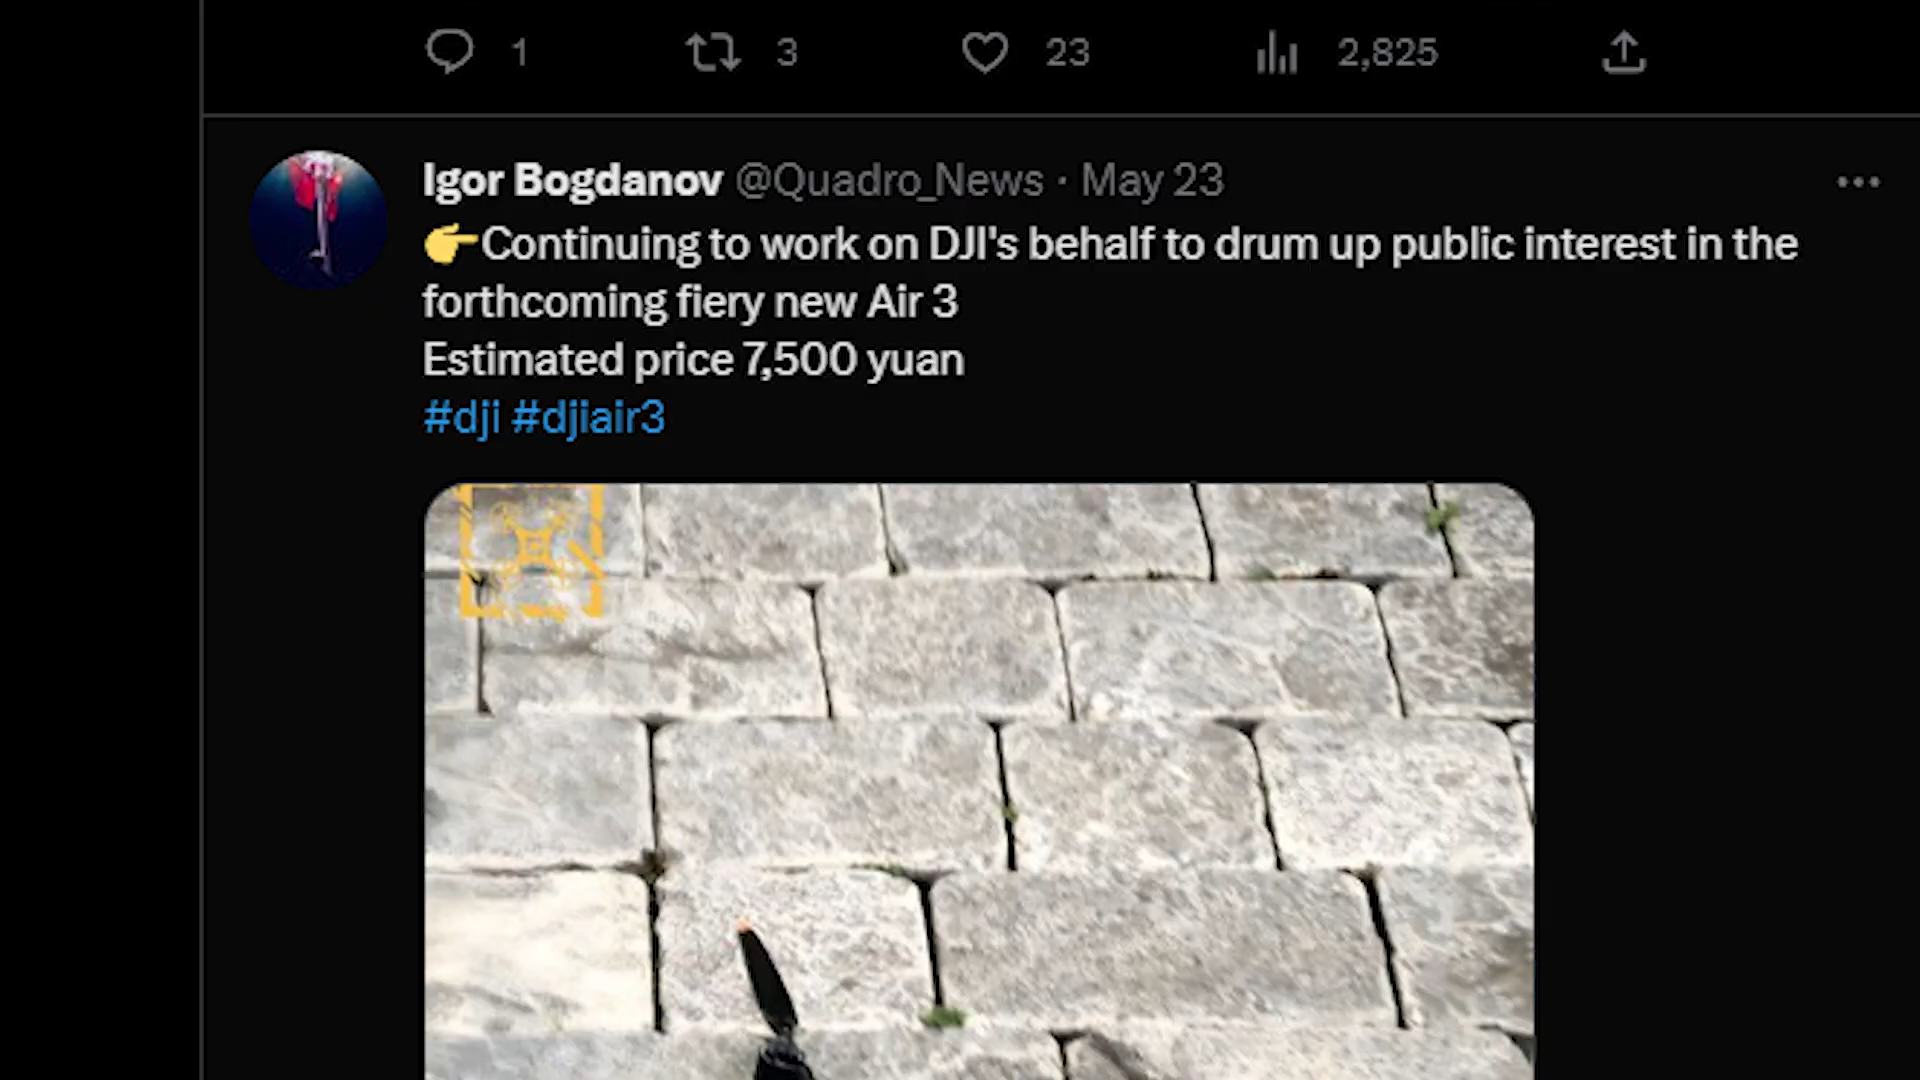 1 3 23 2,825
Igor Bogdanov @Quadro_News · May 23
👉Continuing to work on DJI's behalf to drum up public interest in the
forthcoming fiery new Air 3
Estimated price 7,500 yuan
#dji #djiair3